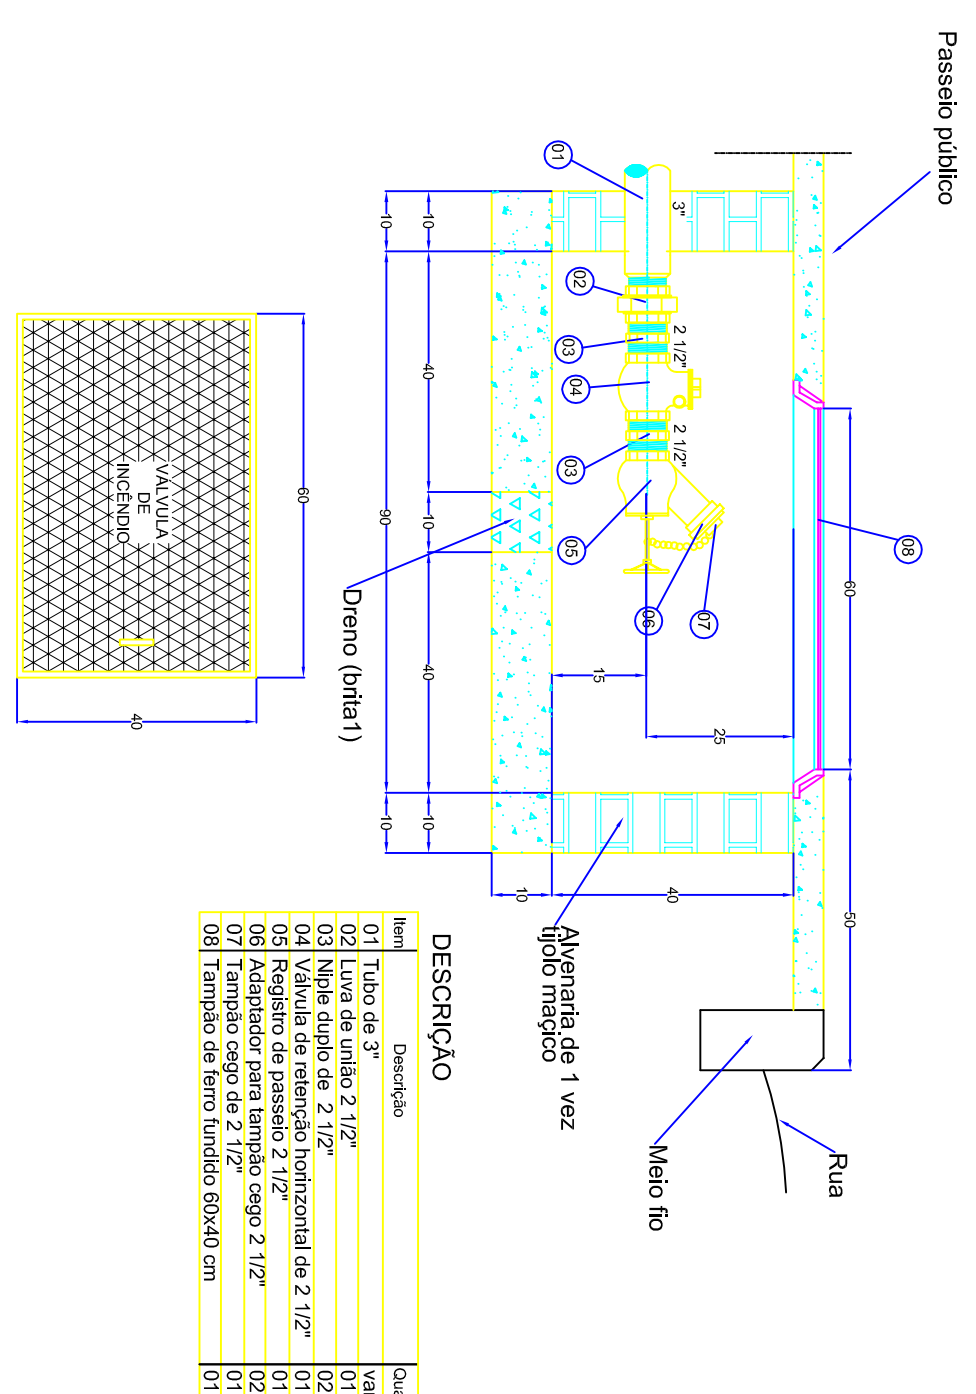 Passeio público
01
3"
02
2 1/2"
03
04
2 1/2"
03
05
06
07
08
10
10
40
40
90
10
40
10
10
15
25
60
50
40
10
Dreno (brita1)
Alvenaria de 1 vez
tijolo maçico
Meio fio
Rua
VÁLVULA
DE
INCÊNDIO
60
40
DESCRIÇÃO
Item Descrição
01 Tubo de 3"
02 Luva de união 2 1/2" 01
03 Niple duplo de 2 1/2" 02
04 Válvula de retenção horinzontal de 2 1/2" 01
05 Registro de passeio 2 1/2" 01
06 Adaptador para tampão cego 2 1/2" 02
07 Tampão cego de 2 1/2" 01
08 Tampão de ferro fundido 60x40 cm 01